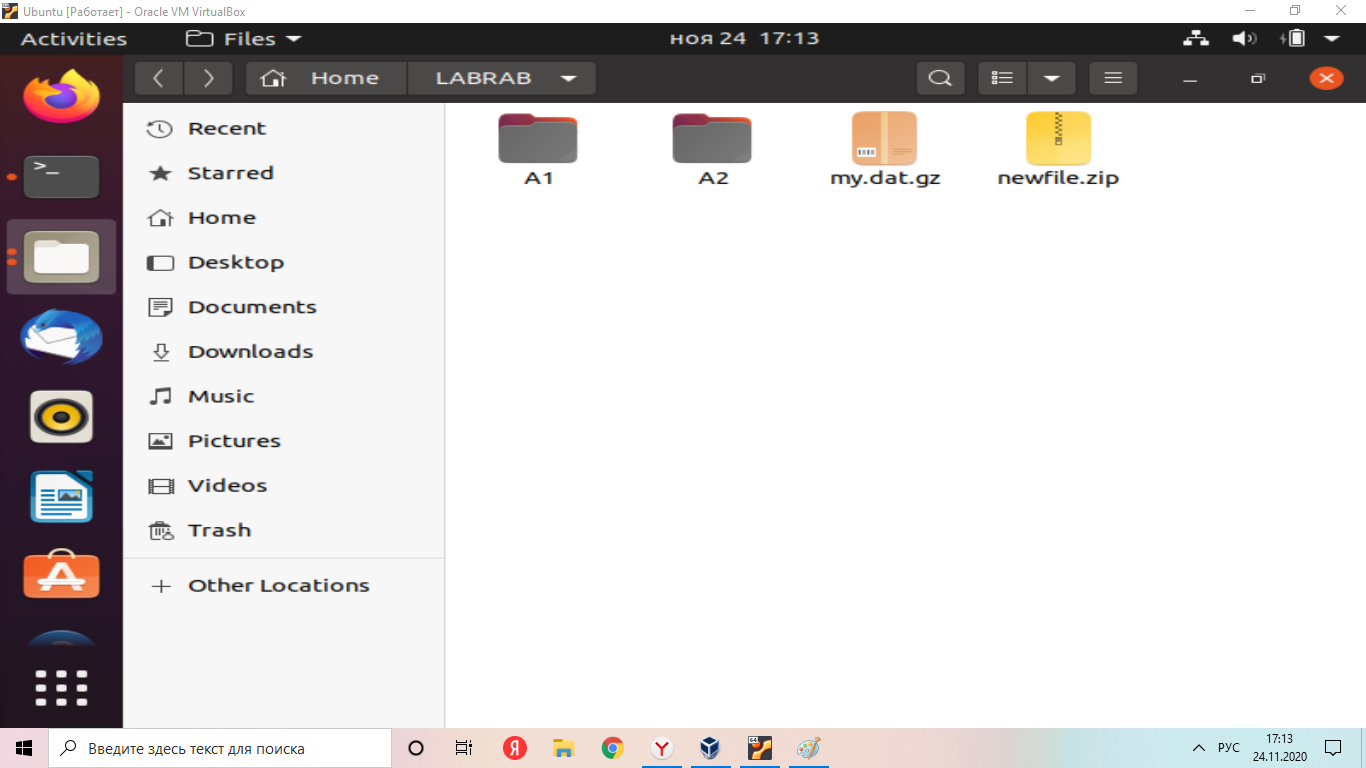 Ubuntu [Работает] - Oracle VM VirtualBox
Activities Files ноя 24 17:13
Home LABRAB
Recent
Starred
Home
Desktop
Documents
Downloads
Music
Pictures
Videos
Trash
Other Locations
A1 A2 my.dat.gz newfile.zip
Введите здесь текст для поиска
РУС 17:13
24.11.2020